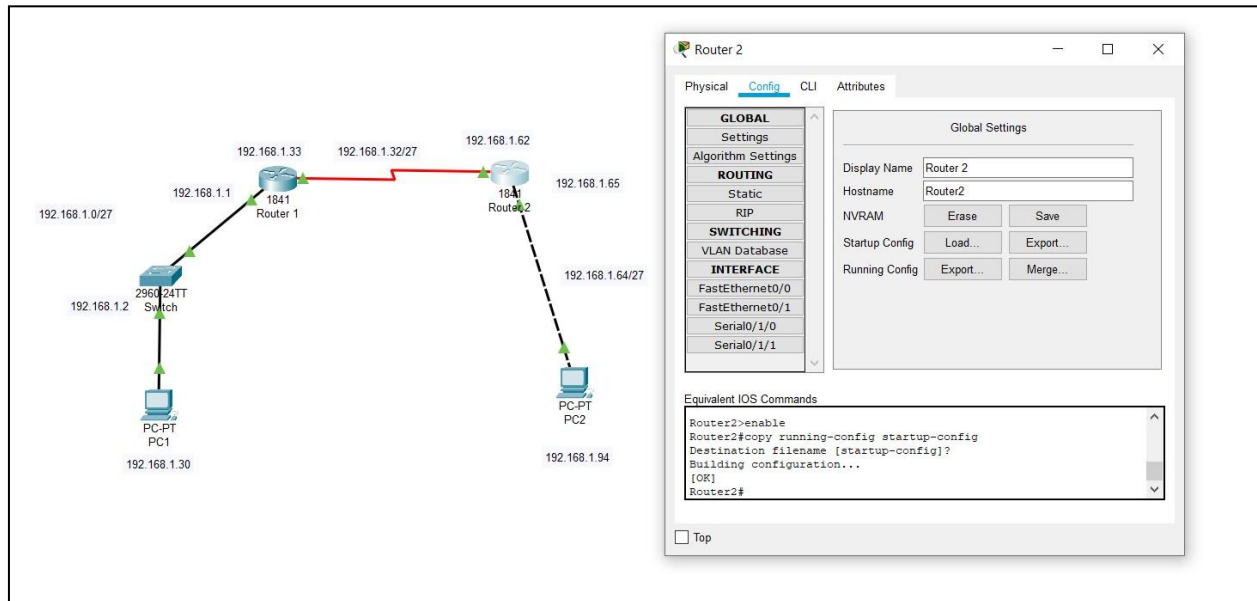 192.168.1.62
192.168.1.33
192.168.1.32/27
192.168.1.1
192.168.1.65
1841
Router 1
1841
Router 2
192.168.1.0/27
192.168.1.64/27
2960-24TT
Switch
192.168.1.2
PC-PT
PC1
192.168.1.30
PC-PT
PC2
192.168.1.94
Router 2
Physical Config CLI Attributes
GLOBAL
Settings
Algorithm Settings
ROUTING
Static
RIP
SWITCHING
VLAN Database
INTERFACE
FastEthernet0/0
FastEthernet0/1
Serial0/1/0
Serial0/1/1
Global Settings
Display Name Router 2
Hostname Router2
NVRAM Erase Save
Startup Config Load... Export...
Running Config Export... Merge...
Equivalent IOS Commands
Router2>enable
Router2#copy running-config startup-config
Destination filename [startup-config]?
Building configuration...
[OK]
Router2#
Top